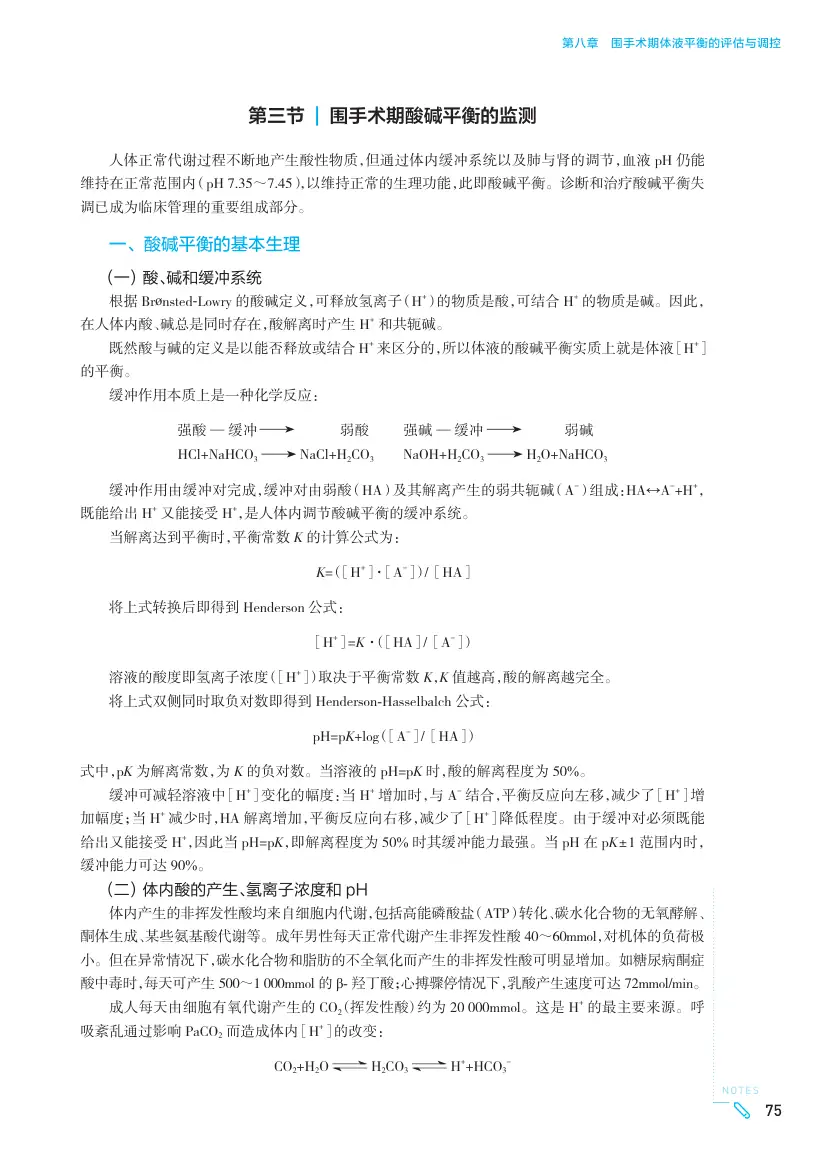 第八章 围手术期体液平衡的评估与调控
第三节 | 围手术期酸碱平衡的监测
人体正常代谢过程不断地产生酸性物质,但通过体内缓冲系统以及肺与肾的调节,血液 pH 仍能
维持在正常范围内(pH 7.35～7.45),以维持正常的生理功能,此即酸碱平衡。诊断和治疗酸碱平衡失
调已成为临床管理的重要组成部分。
一、酸碱平衡的基本生理
(一)酸、碱和缓冲系统
根据 Brønsted-Lowry 的酸碱定义,可释放氢离子(H⁺)的物质是酸,可结合 H⁺ 的物质是碱。因此,
在人体内酸、碱总是同时存在,酸解离时产生 H⁺ 和共轭碱。
既然酸与碱的定义是以能否释放或结合 H⁺ 来区分的,所以体液的酸碱平衡实质上就是体液[H⁺]
的平衡。
缓冲作用本质上是一种化学反应:
强酸 — 缓冲 ⟶ 弱酸 强碱 — 缓冲 ⟶ 弱碱
HCl+NaHCO₃ ⟶ NaCl+H₂CO₃ NaOH+H₂CO₃ ⟶ H₂O+NaHCO₃
缓冲作用由缓冲对完成,缓冲对由弱酸(HA)及其解离产生的弱共轭碱(A⁻)组成:HA↔A⁻+H⁺,
既能给出 H⁺ 又能接受 H⁺,是人体内调节酸碱平衡的缓冲系统。
当解离达到平衡时,平衡常数 K 的计算公式为:
K=([H⁺]·[A⁻])/[HA]
将上式转换后即得到 Henderson 公式:
[H⁺]=K·([HA]/[A⁻])
溶液的酸度即氢离子浓度([H⁺])取决于平衡常数 K,K 值越高,酸的解离越完全。
将上式双侧同时取负对数即得到 Henderson-Hasselbalch 公式:
pH=pK+log([A⁻]/[HA])
式中,pK 为解离常数,为 K 的负对数。当溶液的 pH=pK 时,酸的解离程度为 50%。
缓冲可减轻溶液中[H⁺]变化的幅度:当 H⁺ 增加时,与 A⁻ 结合,平衡反应向左移,减少了[H⁺]增
加幅度;当 H⁺ 减少时,HA 解离增加,平衡反应向右移,减少了[H⁺]降低程度。由于缓冲对必须既能
给出又能接受 H⁺,因此当 pH=pK,即解离程度为 50% 时其缓冲能力最强。当 pH 在 pK±1 范围内时,
缓冲能力可达 90%。
(二)体内酸的产生、氢离子浓度和 pH
体内产生的非挥发性酸均来自细胞内代谢,包括高能磷酸盐(ATP)转化、碳水化合物的无氧酵解、
酮体生成、某些氨基酸代谢等。成年男性每天正常代谢产生非挥发性酸 40～60mmol,对机体的负荷极
小。但在异常情况下,碳水化合物和脂肪的不全氧化而产生的非挥发性酸可明显增加。如糖尿病酮症
酸中毒时,每天可产生 500～1 000mmol 的 β- 羟丁酸;心搏骤停情况下,乳酸产生速度可达 72mmol/min。
成人每天由细胞有氧代谢产生的 CO₂(挥发性酸)约为 20 000mmol。这是 H⁺ 的最主要来源。呼
吸紊乱通过影响 PaCO₂ 而造成体内[H⁺]的改变:
CO₂+H₂O ⇌ H₂CO₃ ⇌ H⁺+HCO₃⁻
NOTES
75